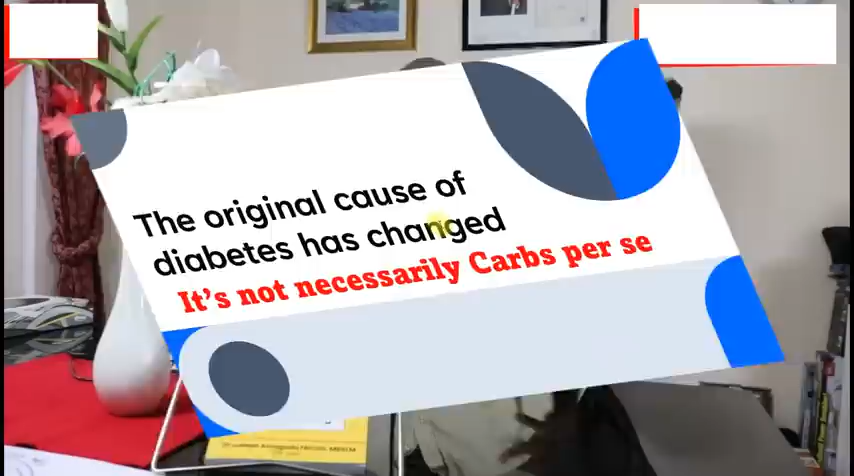 The original cause of
diabetes has changed
It's not necessarily Carbs per se